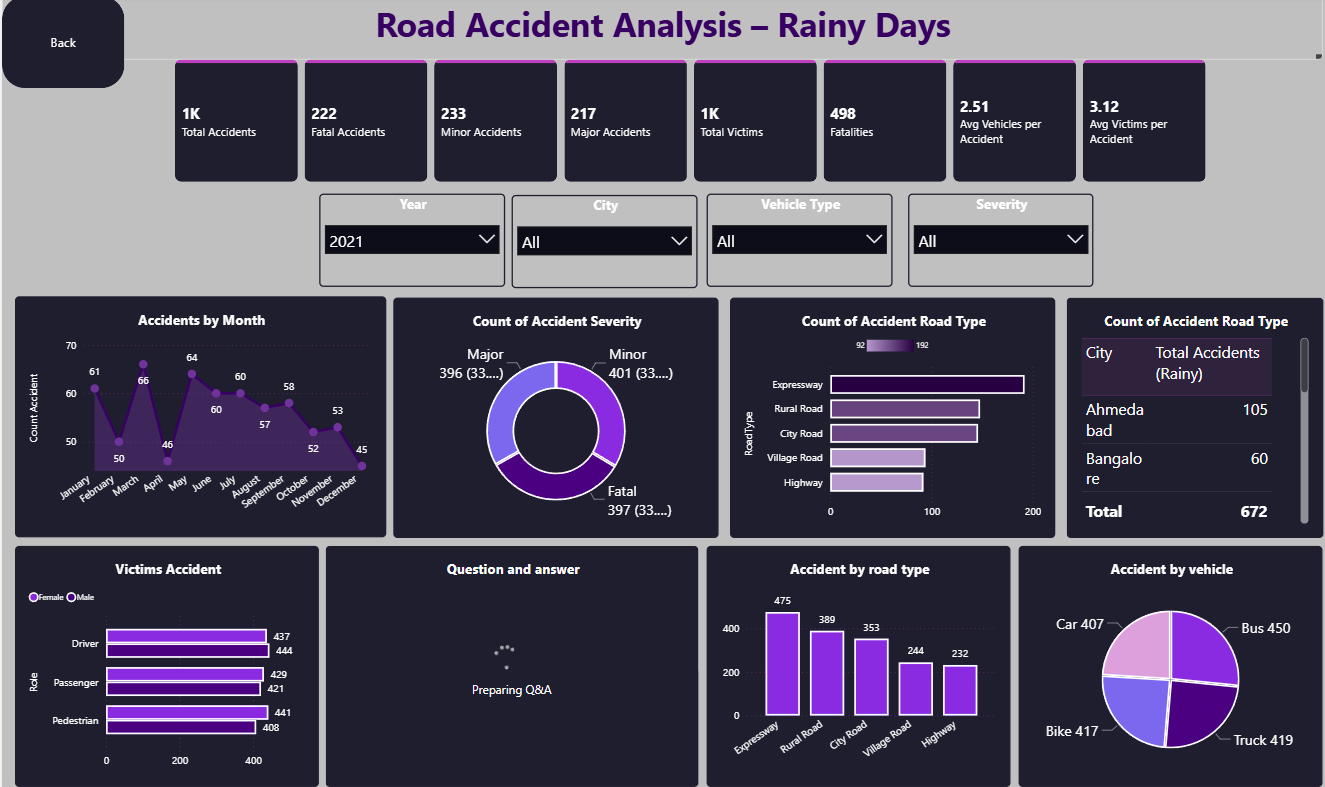 Back
Road Accident Analysis – Rainy Days
1K
Total Accidents
222
Fatal Accidents
233
Minor Accidents
217
Major Accidents
1K
Total Victims
498
Fatalities
2.51
Avg Vehicles per
Accident
3.12
Avg Victims per
Accident
Year
2021
City
All
Vehicle Type
All
Severity
All
Accidents by Month
Count Accident
70
60
50
61
50
66
46
64
60
60
57
58
52
53
45
January
February
March
April
May
June
July
August
September
October
November
December
Count of Accident Severity
Major
396 (33....)
Minor
401 (33....)
Fatal
397 (33....)
Count of Accident Road Type
92
192
RoadType
Expressway
Rural Road
City Road
Village Road
Highway
0
100
200
Count of Accident Road Type
City
Total Accidents
(Rainy)
Ahmeda
bad
105
Bangalo
re
60
Total
672
Victims Accident
Female
Male
Role
Driver
437
444
Passenger
429
421
Pedestrian
441
408
0
200
400
Question and answer
Preparing Q&A
Accident by road type
400
200
0
475
389
353
244
232
Expressway
Rural Road
City Road
Village Road
Highway
Accident by vehicle
Car 407
Bus 450
Bike 417
Truck 419